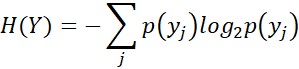 H(Y) = − ∑_j p(y_j)log_2 p(y_j)